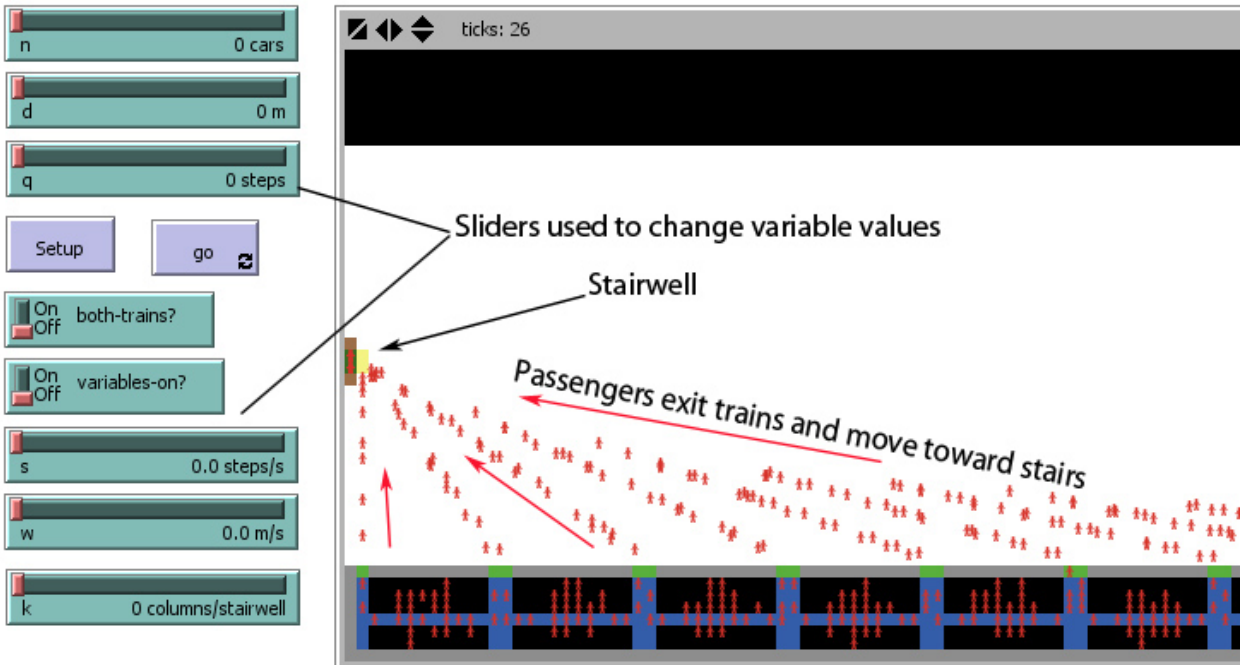 n 0 cars
d 0 m
q 0 steps
Setup
go
On
Off
both-trains?
On
Off
variables-on?
s 0.0 steps/s
w 0.0 m/s
k 0 columns/stairwell
ticks: 26
Sliders used to change variable values
Stairwell
Passengers exit trains and move toward stairs